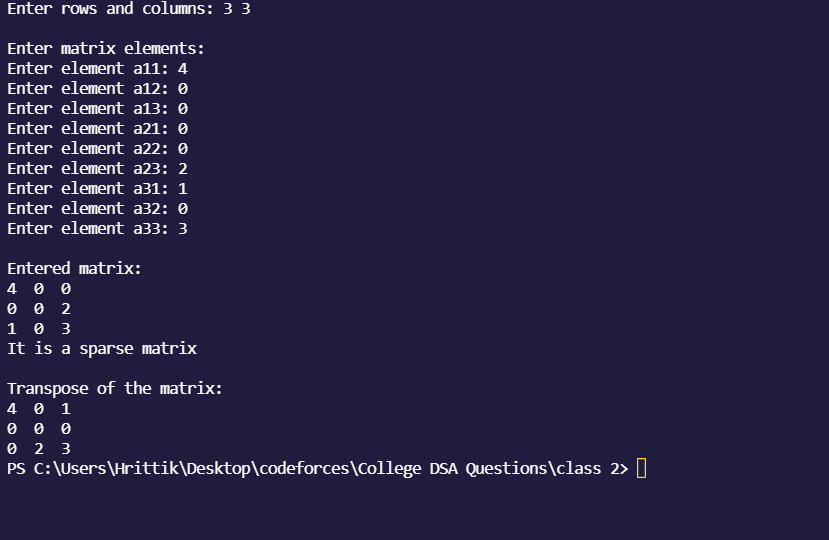 Enter rows and columns: 3 3
Enter matrix elements:
Enter element a11: 4
Enter element a12: 0
Enter element a13: 0
Enter element a21: 0
Enter element a22: 0
Enter element a23: 2
Enter element a31: 1
Enter element a32: 0
Enter element a33: 3
Entered matrix:
4  0  0
0  0  2
1  0  3
It is a sparse matrix
Transpose of the matrix:
4  0  1
0  0  0
0  2  3
PS C:\Users\Hrittik\Desktop\codeforces\College DSA Questions\class 2>